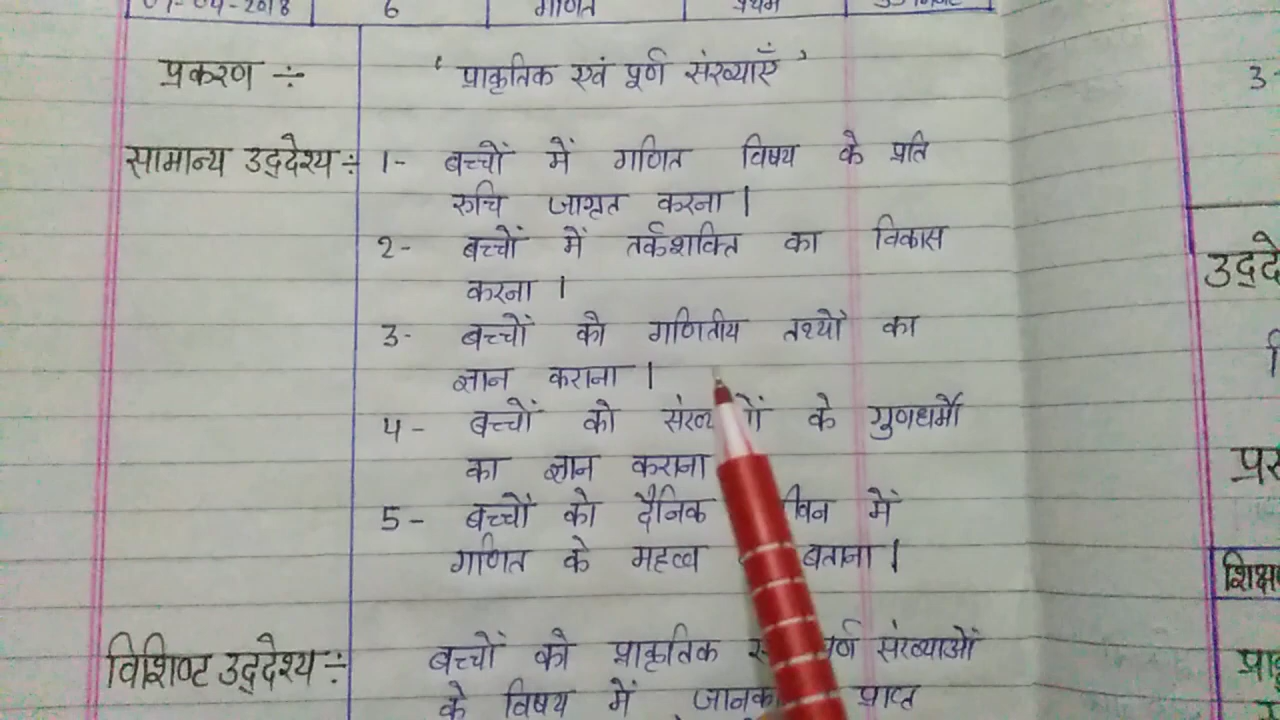 6 गणित प्रथम
प्रकरण ÷ ' प्राकृतिक एवं पूर्ण संख्याएँ '
सामान्य उद्‌देश्य ÷ 1- बच्चों में गणित विषय के प्रति
रुचि जाग्रत करना |
2- बच्चों में तर्कशक्ति का विकास
करना |
3- बच्चों को गणितीय तथ्यों का
ज्ञान कराना |
4- बच्चों को के गुणधर्मों
का ज्ञान कराना
5- बच्चों को दैनिक में
गणित के महत्व बताना |
विशिष्ट उद्‌देश्य ÷ बच्चों को प्राकृतिक संख्याओं
के विषय में प्राप्त
3-